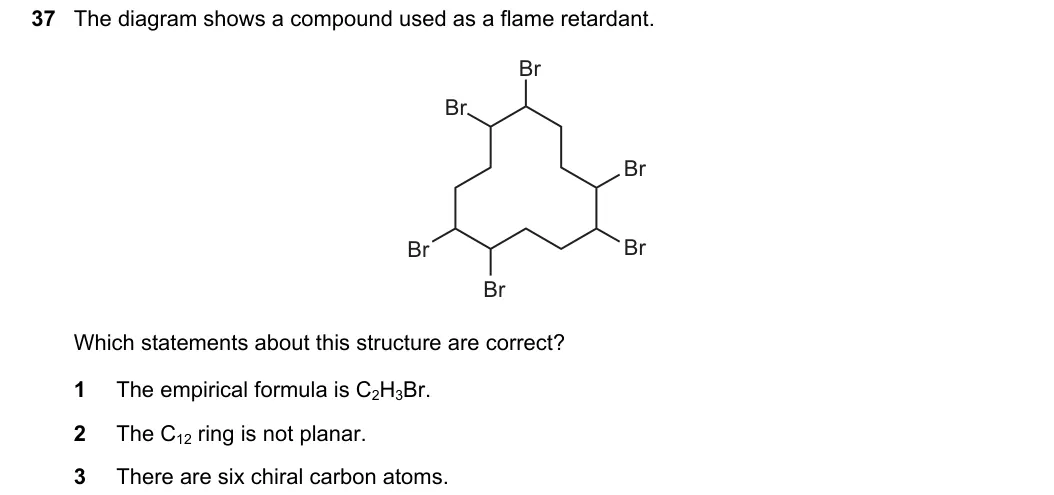 37 The diagram shows a compound used as a flame retardant.
Br
Br
Br
Br
Br
Br
Which statements about this structure are correct?
1 The empirical formula is C₂H₃Br.
2 The C₁₂ ring is not planar.
3 There are six chiral carbon atoms.